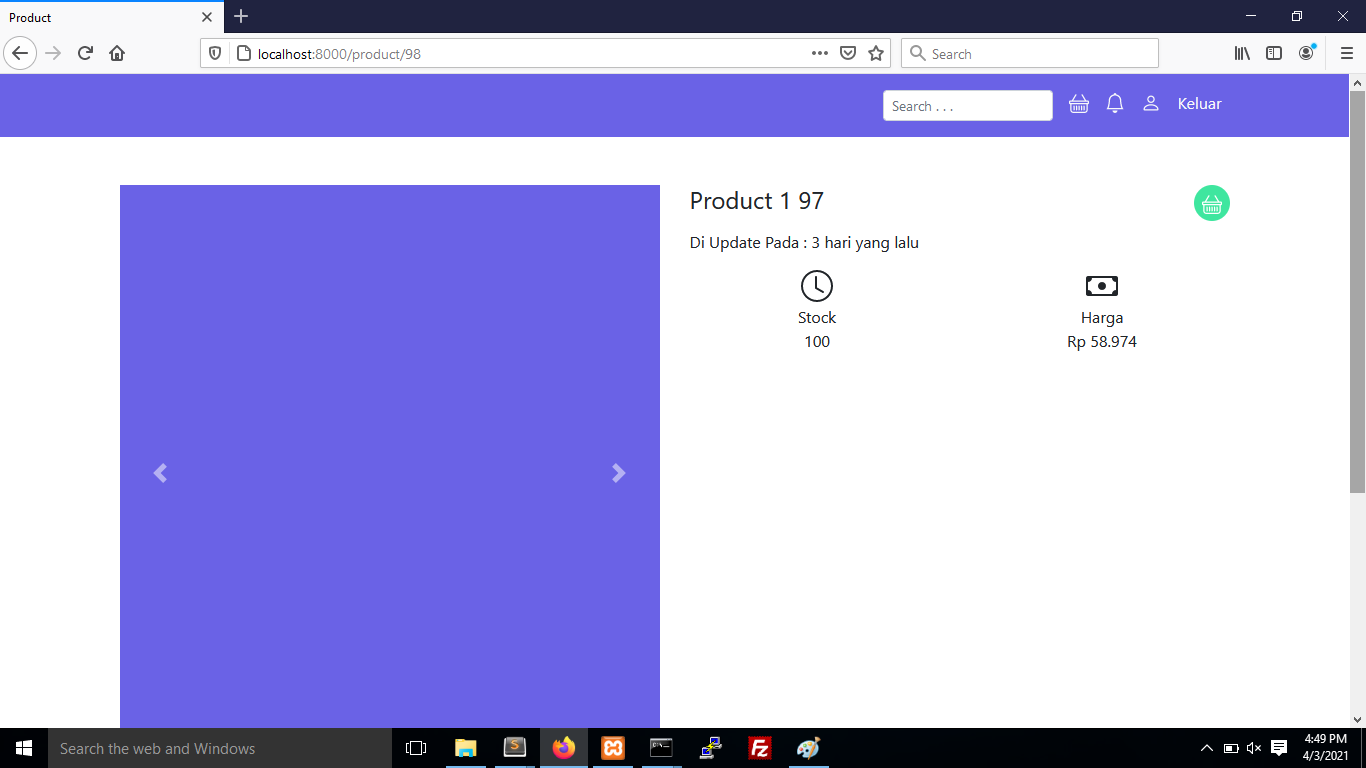 Product
localhost:8000/product/98
Search
Search . . .
Keluar
Product 1 97
Di Update Pada : 3 hari yang lalu
Stock
100
Harga
Rp 58.974
Search the web and Windows
4:49 PM
4/3/2021